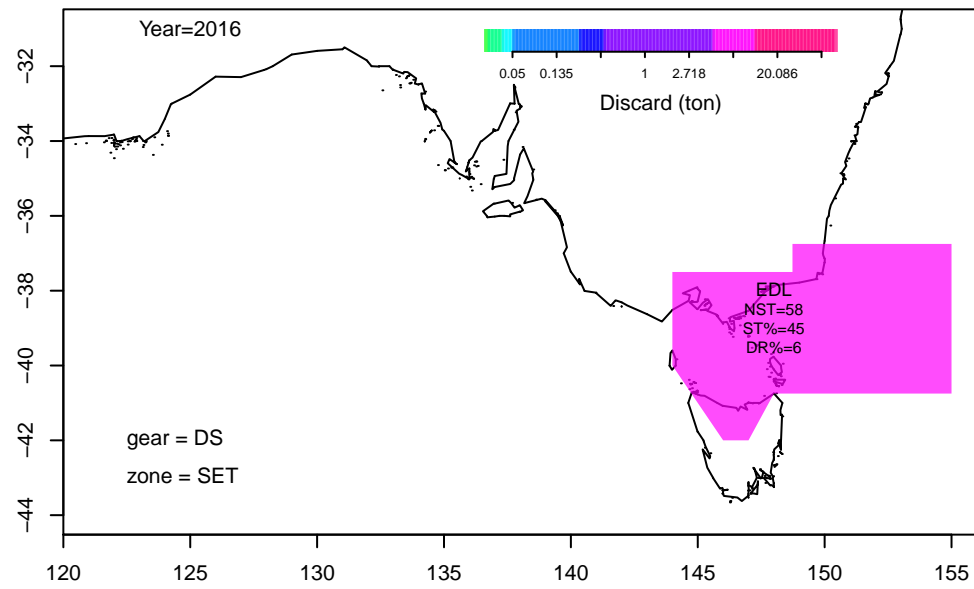 Year=2016
0.05 0.135 1 2.718 20.086
Discard (ton)
−32
−34
−36
−38
−40
−42
−44
EDL
NST=58
ST%=45
DR%=6
gear = DS
zone = SET
120 125 130 135 140 145 150 155